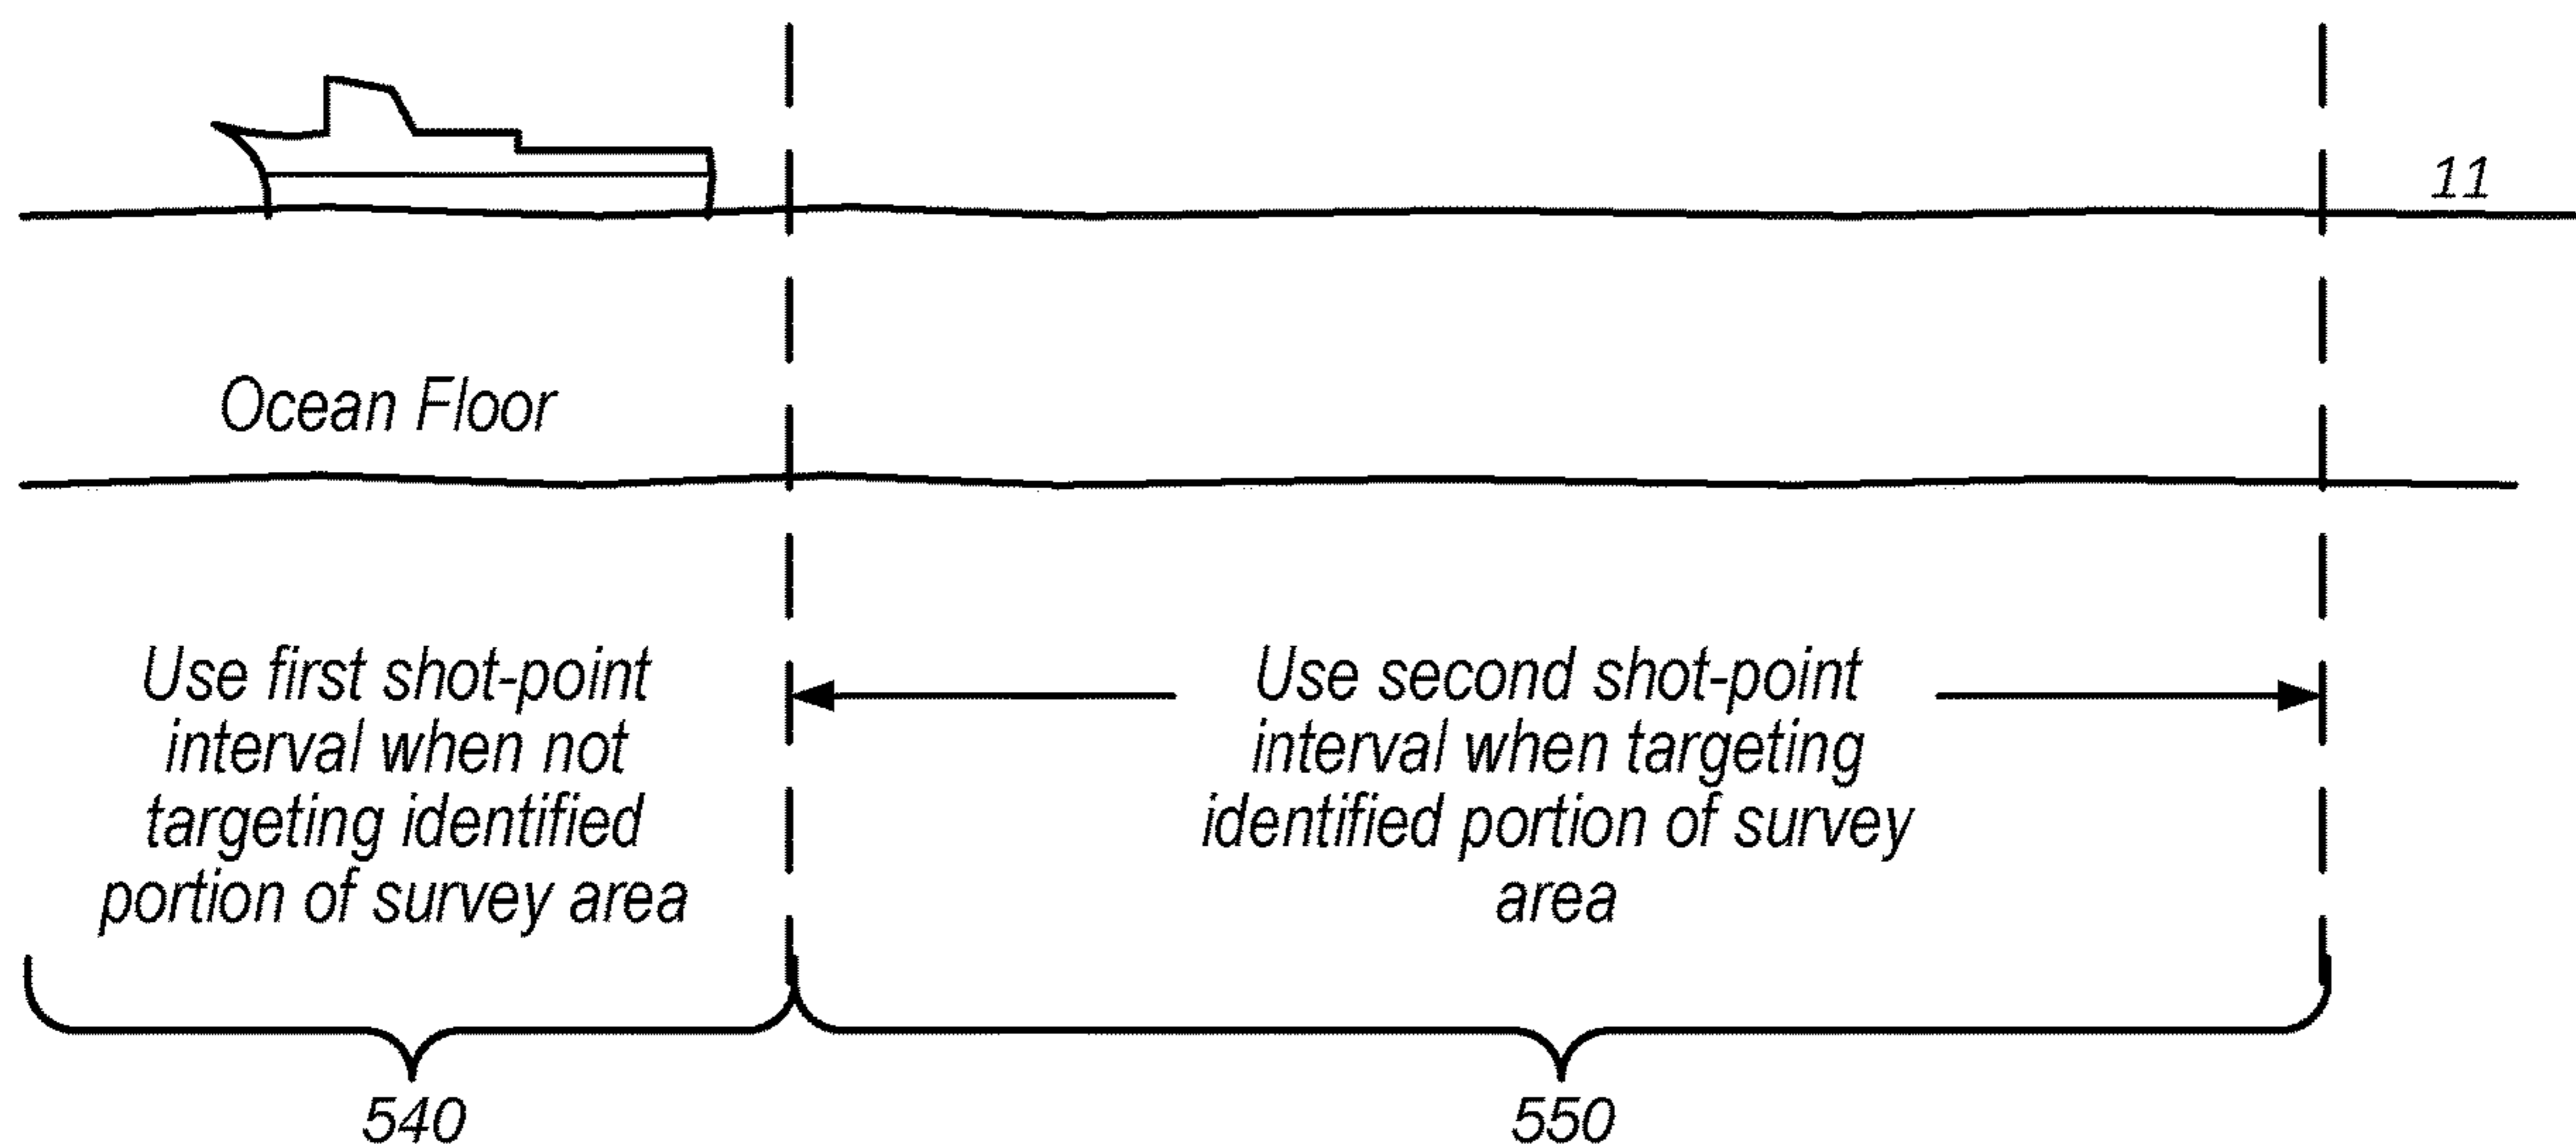 11
Ocean Floor
Use first shot-point
interval when not
targeting identified
portion of survey area
Use second shot-point
interval when targeting
identified portion of survey
area
540
550